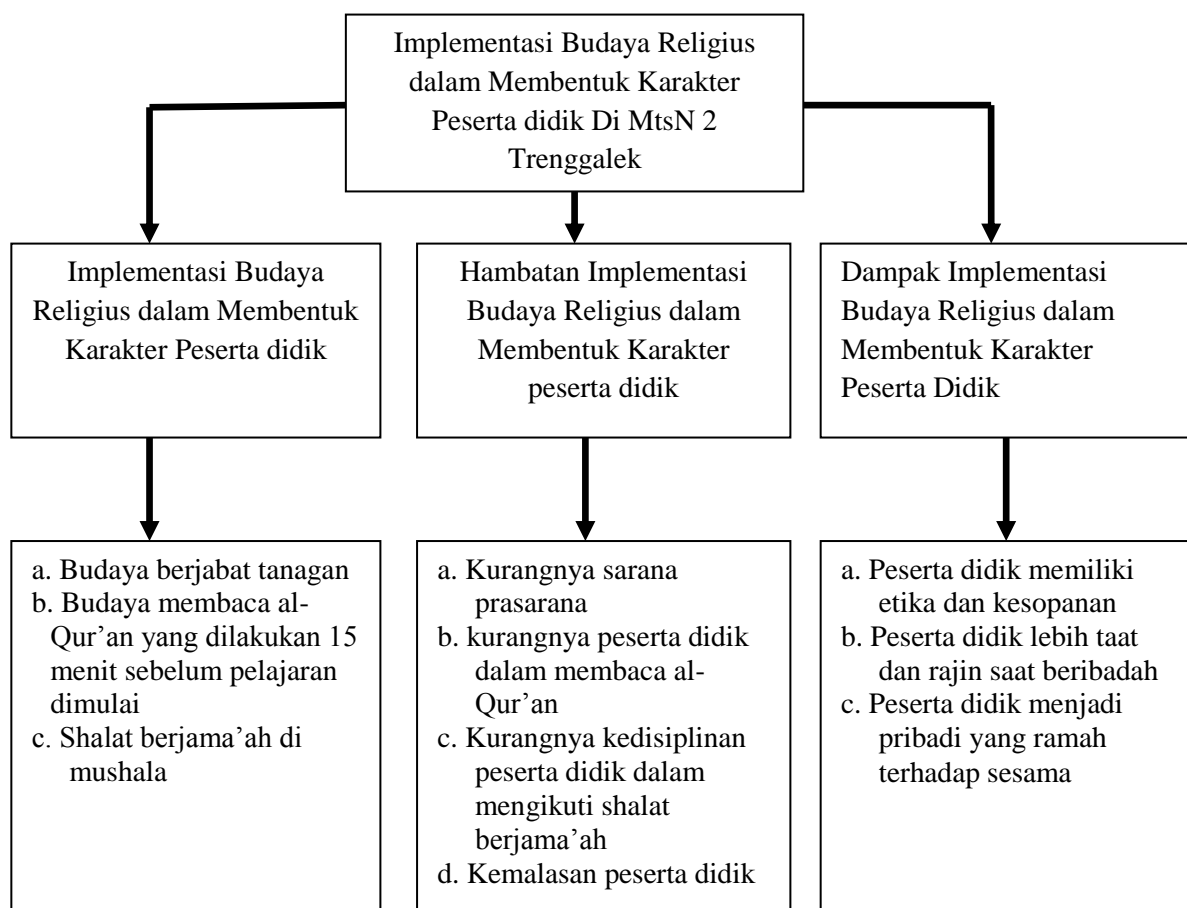 Implementasi Budaya Religius
dalam Membentuk Karakter
Peserta didik Di MtsN 2
Trenggalek
Implementasi Budaya
Religius dalam Membentuk
Karakter Peserta didik
Hambatan Implementasi
Budaya Religius dalam
Membentuk Karakter
peserta didik
Dampak Implementasi
Budaya Religius dalam
Membentuk Karakter
Peserta Didik
a. Budaya berjabat tanagan
b. Budaya membaca al-
Qur’an yang dilakukan 15
menit sebelum pelajaran
dimulai
c. Shalat berjama’ah di
mushala
a. Kurangnya sarana
prasarana
b. kurangnya peserta didik
dalam membaca al-
Qur’an
c. Kurangnya kedisiplinan
peserta didik dalam
mengikuti shalat
berjama’ah
d. Kemalasan peserta didik
a. Peserta didik memiliki
etika dan kesopanan
b. Peserta didik lebih taat
dan rajin saat beribadah
c. Peserta didik menjadi
pribadi yang ramah
terhadap sesama